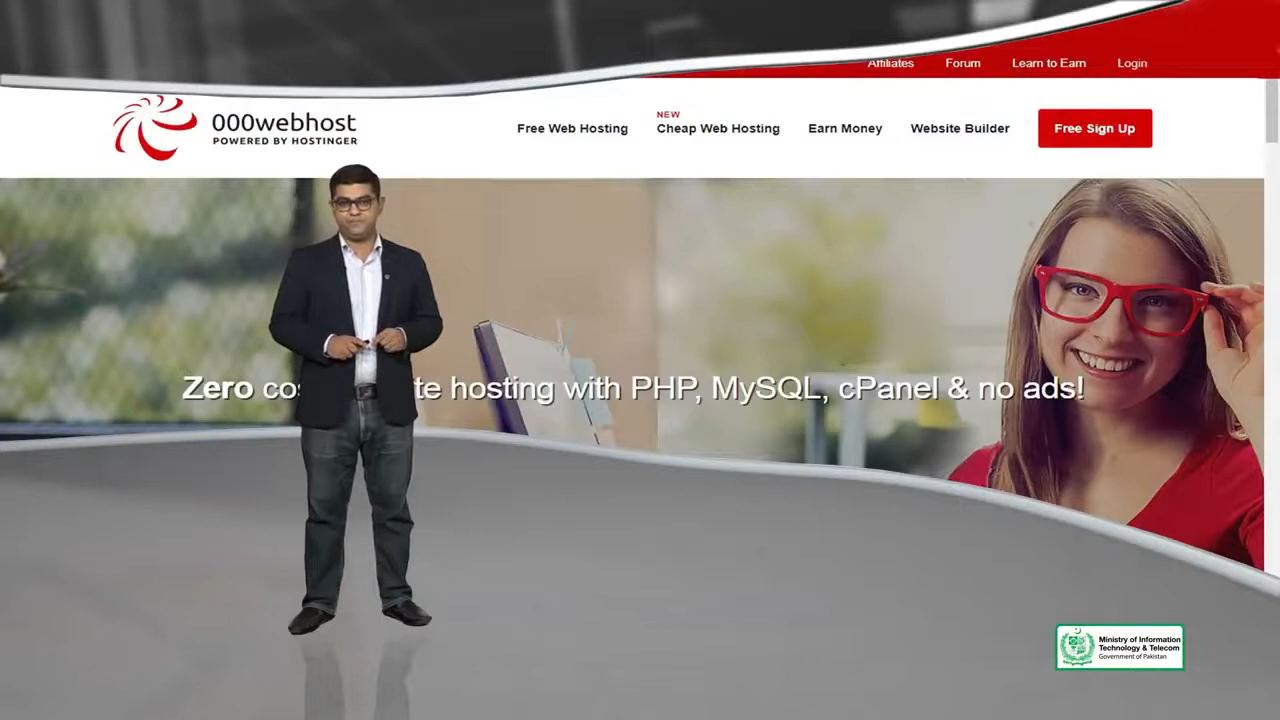 Affiliates Forum Learn to Earn Login
000webhost
POWERED BY HOSTINGER
NEW
Free Web Hosting Cheap Web Hosting Earn Money Website Builder Free Sign Up
Zero co te hosting with PHP, MySQL, cPanel & no ads!
Ministry of Information
Technology & Telecom
Government of Pakistan